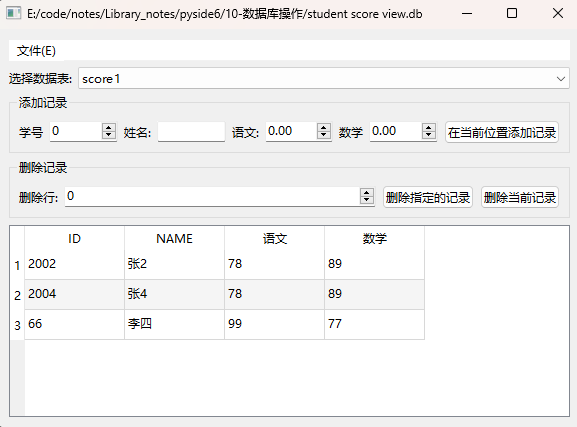 E:/code/notes/Library_notes/pyside6/10-数据库操作/student score view.db
文件(E)
选择数据表: score1
添加记录
学号 0 姓名: 语文: 0.00 数学 0.00 在当前位置添加记录
删除记录
删除行: 0 删除指定的记录 删除当前记录
ID NAME 语文 数学
1 2002 张2 78 89
2 2004 张4 78 89
3 66 李四 99 77